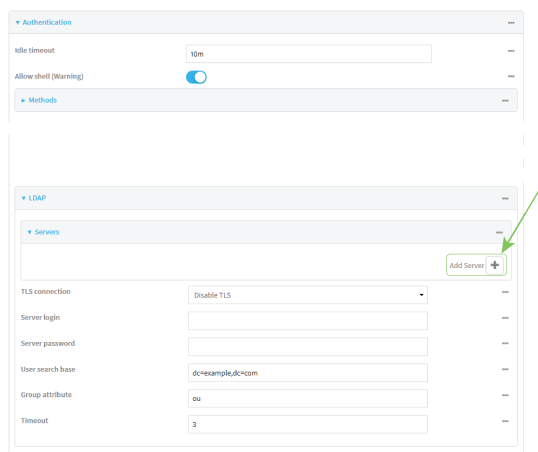 Authentication
Idle timeout
10m
Allow shell (Warning)
Methods
LDAP
Servers
Add Server
TLS connection
Disable TLS
Server login
Server password
User search base
dc=example,dc=com
Group attribute
ou
Timeout
3